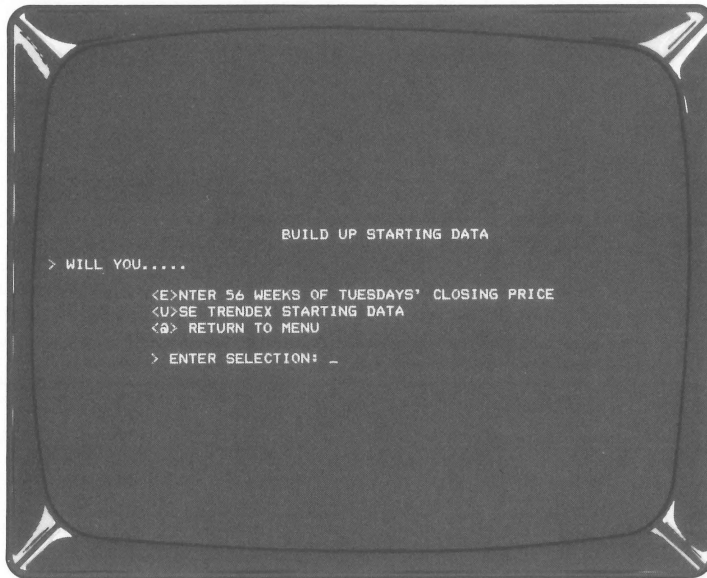 BUILD UP STARTING DATA
> WILL YOU.....
<E>NTER 56 WEEKS OF TUESDAYS' CLOSING PRICE
<U>SE TRENDEX STARTING DATA
<@> RETURN TO MENU
> ENTER SELECTION: _